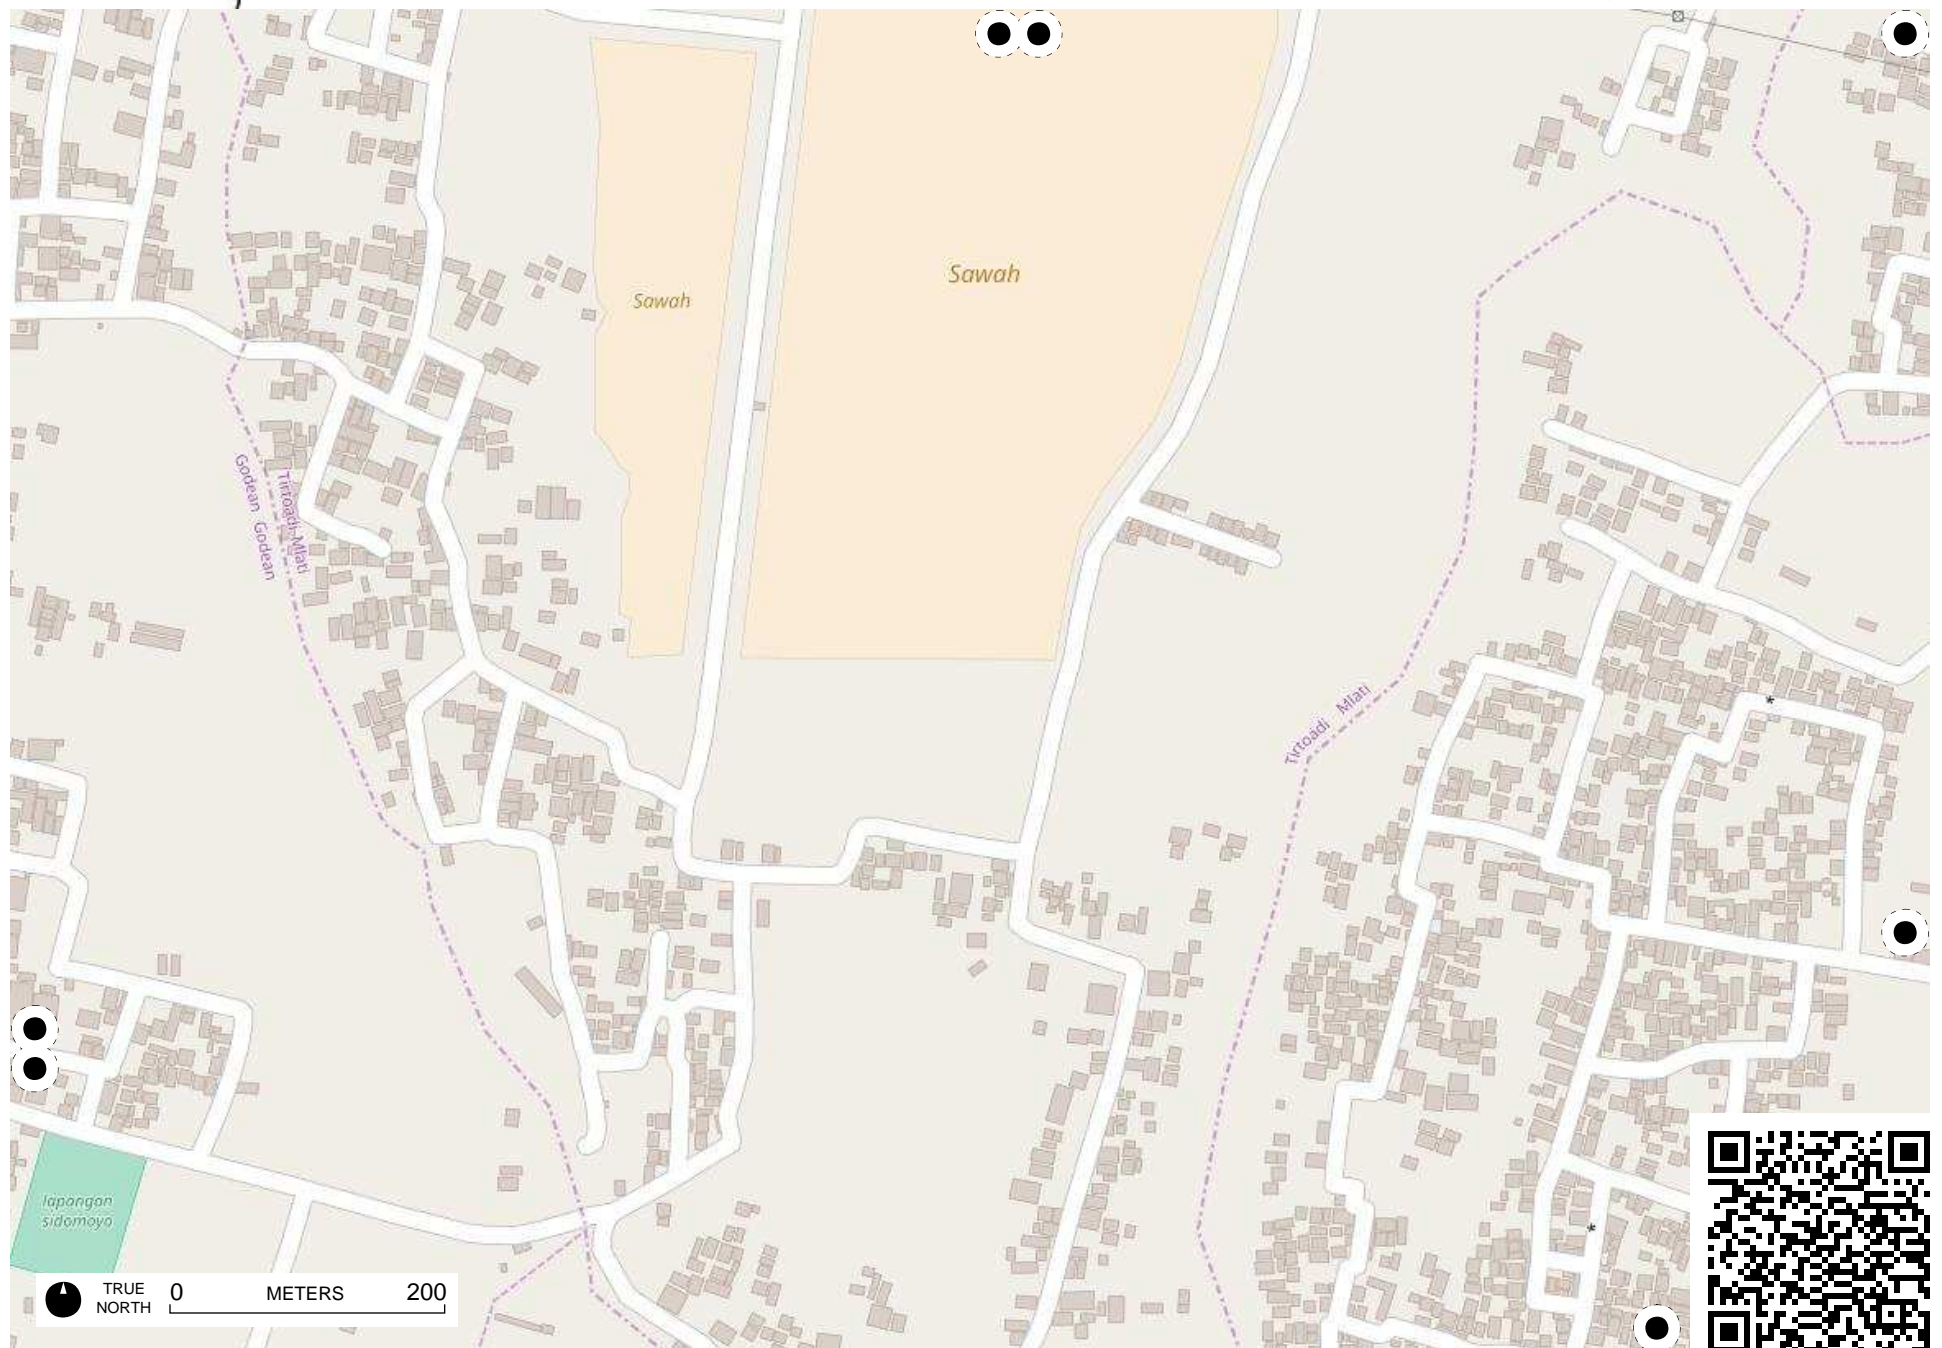 Sawah
Sawah
Godean Godean
Tirtoadi Mlati
Tirtoadi Mlati
lapangan
sidomoyo
TRUE
NORTH
0 METERS 200